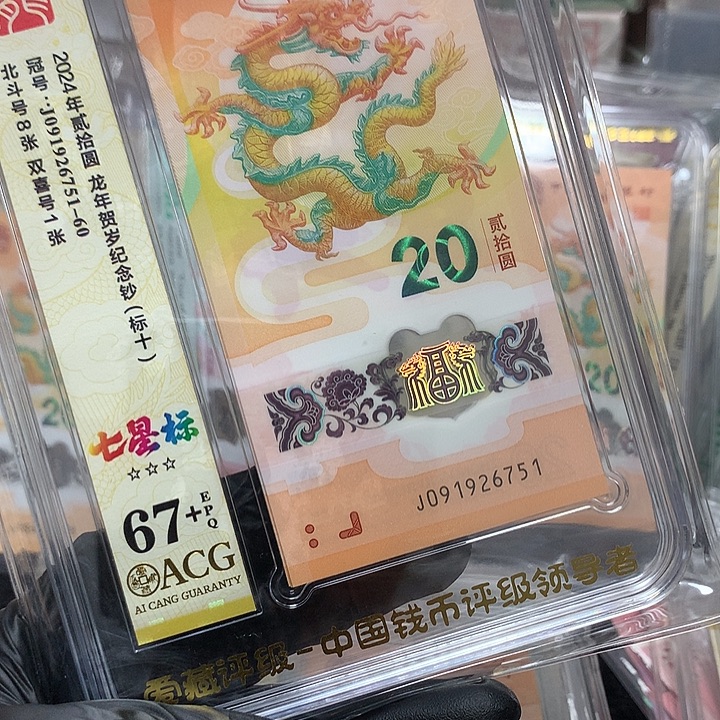 2024年贰拾圆 龙年贺岁纪念钞(标十)
冠号:J091926751-60
北斗号8张 双喜号1张
七星标
☆☆☆
67+EPQ
ACG
AI CANG GUARANTY
20
贰拾圆
福
J091926751
爱藏评级-中国钱币评级领导者